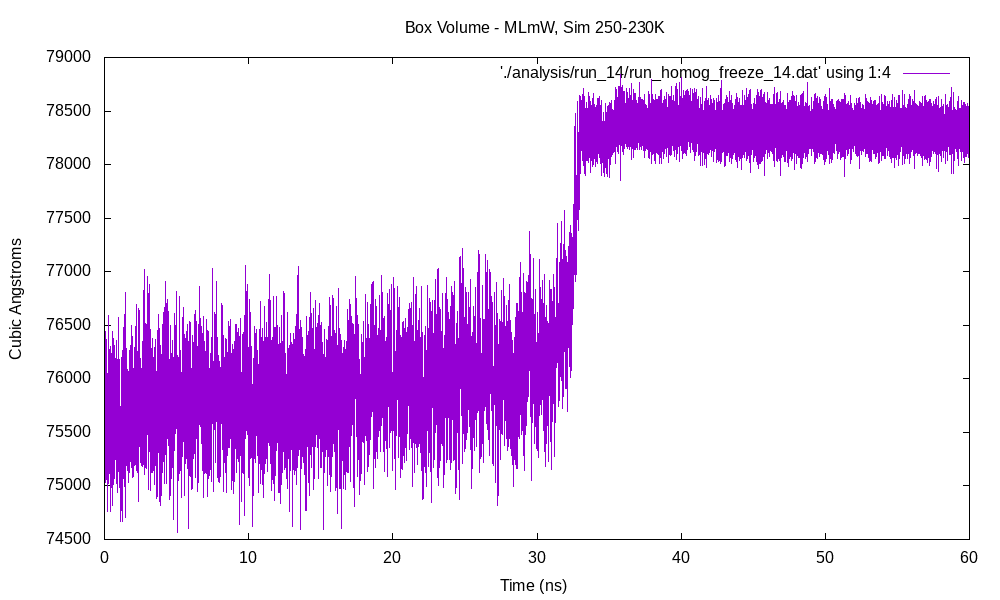 Box Volume - MLmW, Sim 250-230K
79000
'./analysis/run_14/run_homog_freeze_14.dat' using 1:4
78500
78000
77500
77000
76500
76000
75500
75000
74500
Cubic Angstroms
0 10 20 30 40 50 60
Time (ns)